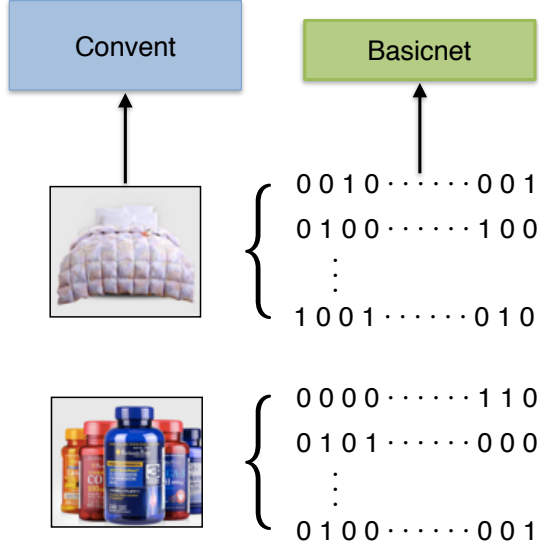 Convent
Basicnet
0 0 1 0 · · · · · · 0 0 1
0 1 0 0 · · · · · · 1 0 0
1 0 0 1 · · · · · · 0 1 0
0 0 0 0 · · · · · · 1 1 0
0 1 0 1 · · · · · · 0 0 0
0 1 0 0 · · · · · · 0 0 1